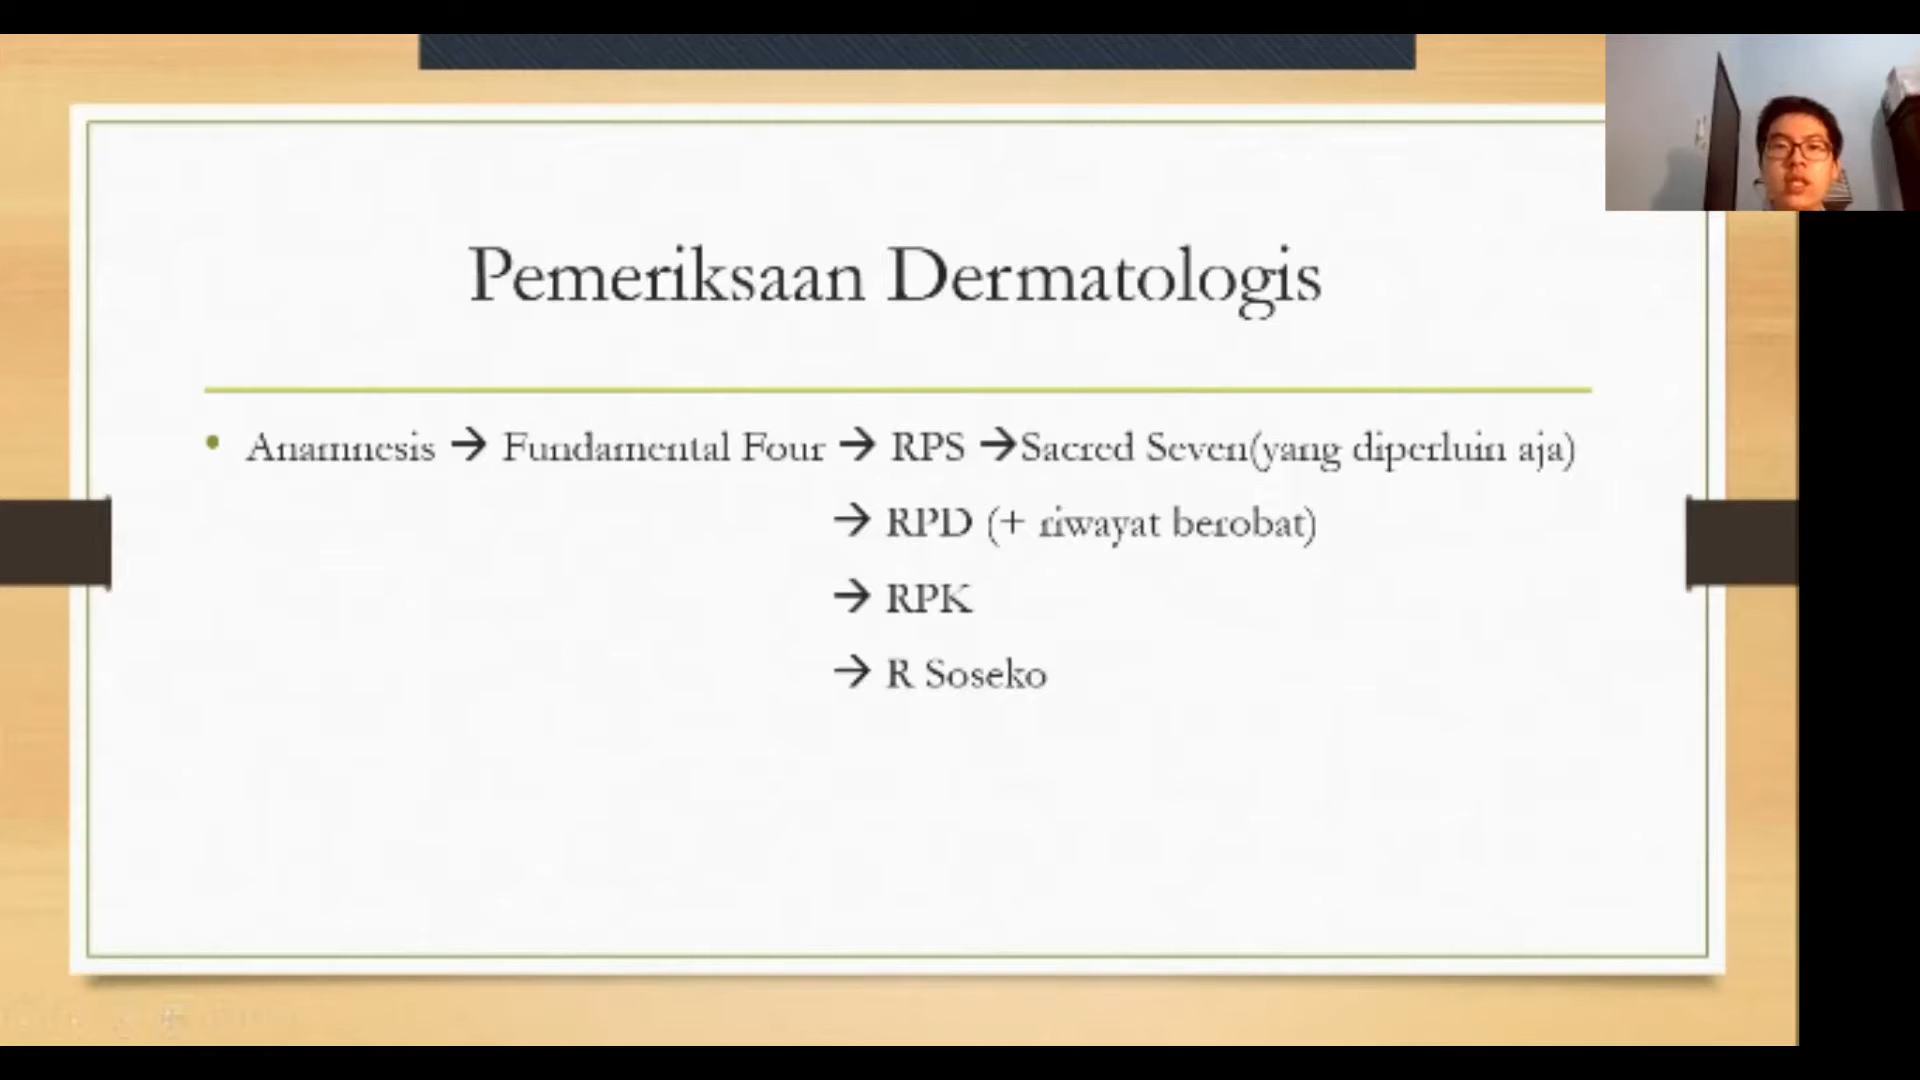 Pemeriksaan Dermatologis
• Anamnesis → Fundamental Four → RPS →Sacred Seven(yang diperluin aja)
→ RPD (+ riwayat berobat)
→ RPK
→ R Soseko